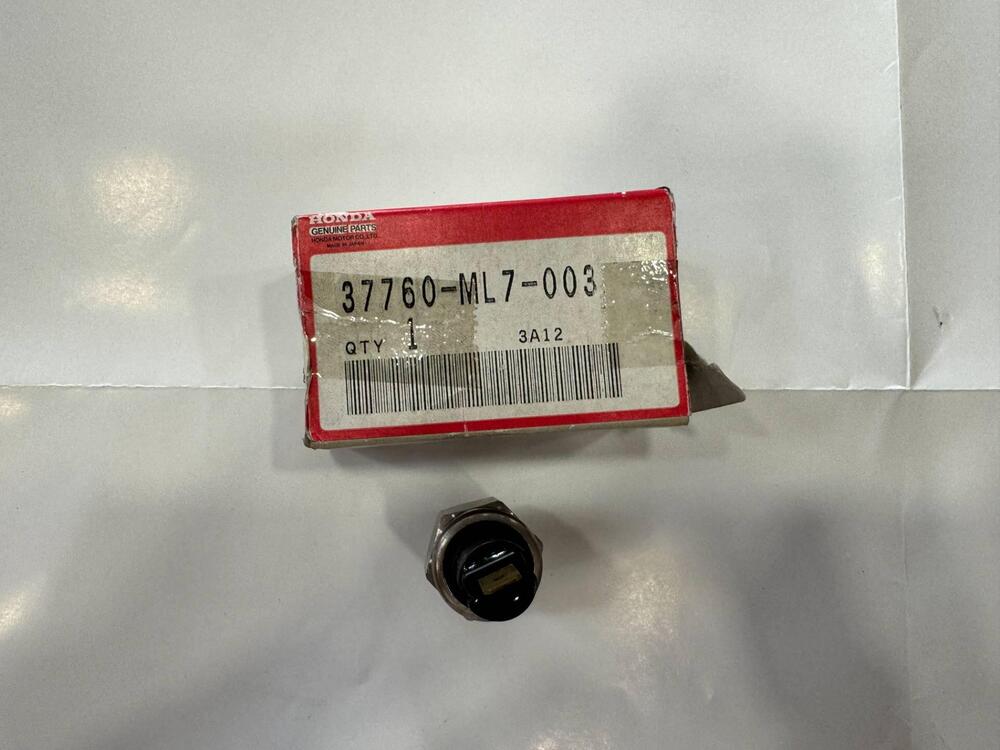 HONDA
GENUINE PARTS
HONDA MOTOR CO., LTD.
MADE IN JAPAN
37760-ML7-003
QTY 1 3A12